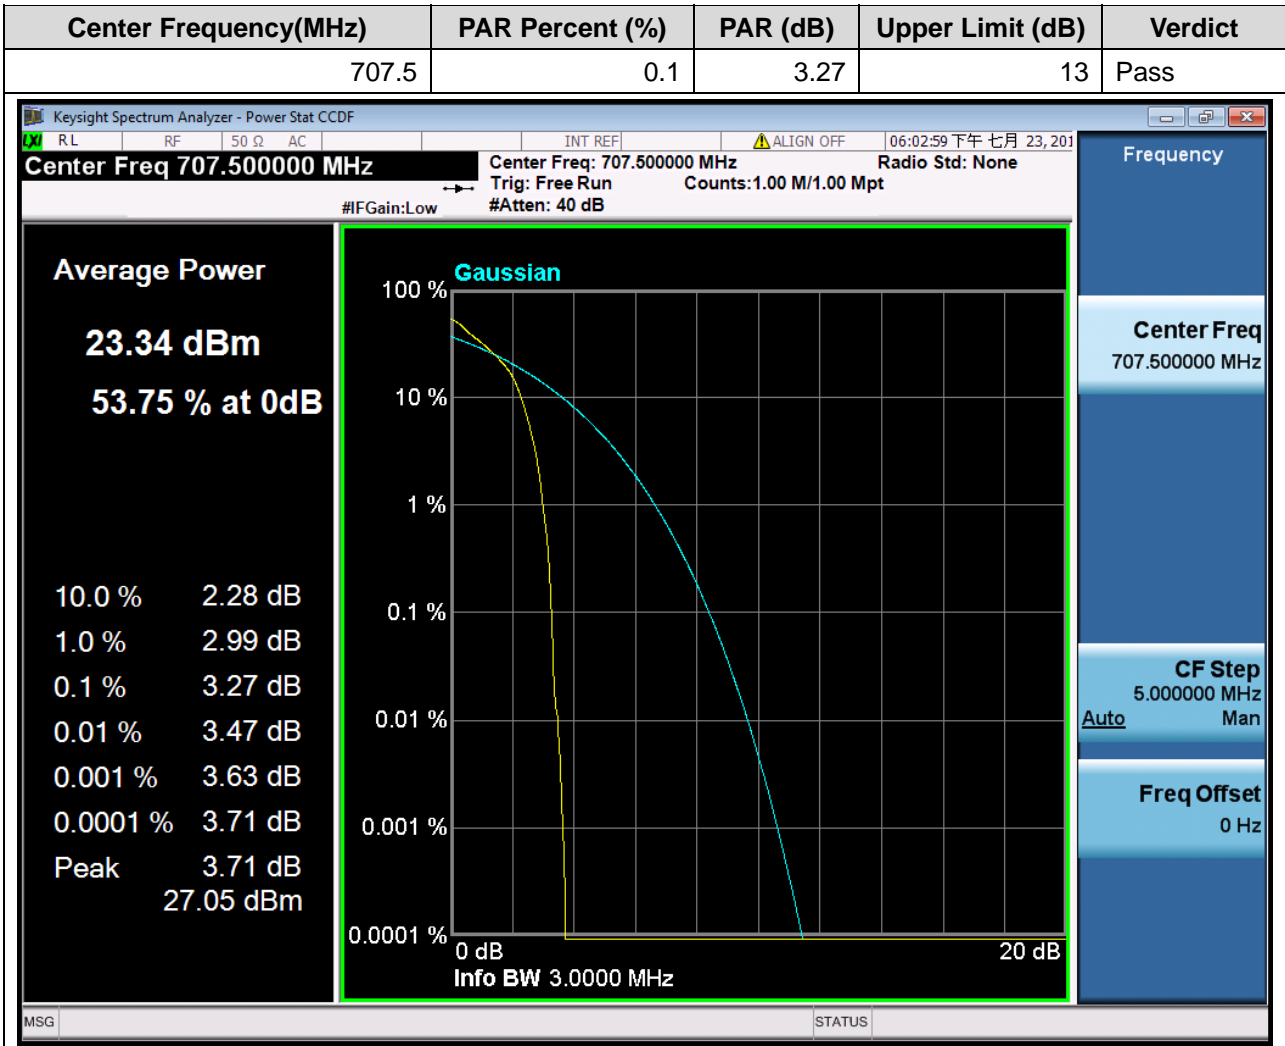 Center Frequency(MHz) PAR Percent (%) PAR (dB) Upper Limit (dB) Verdict
707.5 0.1 3.27 13 Pass
Keysight Spectrum Analyzer - Power Stat CCDF
LXI RL RF 50 Ω AC INT REF ALIGN OFF 06:02:59 下午 七月 23, 201
Center Freq 707.500000 MHz
Center Freq: 707.500000 MHz Radio Std: None
Trig: Free Run Counts:1.00 M/1.00 Mpt
#IFGain:Low #Atten: 40 dB
Average Power
23.34 dBm
53.75 % at 0dB
10.0 % 2.28 dB
1.0 % 2.99 dB
0.1 % 3.27 dB
0.01 % 3.47 dB
0.001 % 3.63 dB
0.0001 % 3.71 dB
Peak 3.71 dB
27.05 dBm
Gaussian
100 %
10 %
1 %
0.1 %
0.01 %
0.001 %
0.0001 %
0 dB 20 dB
Info BW 3.0000 MHz
Frequency
Center Freq
707.500000 MHz
CF Step
5.000000 MHz
Auto Man
Freq Offset
0 Hz
MSG STATUS